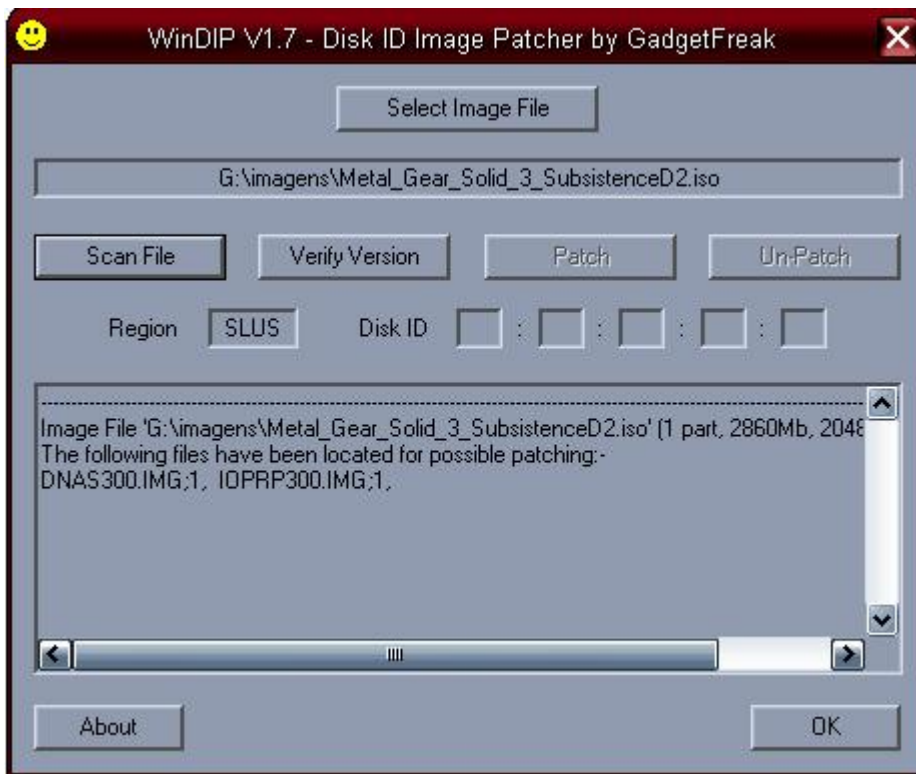 WinDIP V1.7 - Disk ID Image Patcher by GadgetFreak
Select Image File
G:\imagens\Metal_Gear_Solid_3_SubsistenceD2.iso
Scan File Verify Version Patch Un-Patch
Region SLUS Disk ID : : : :
Image File 'G:\imagens\Metal_Gear_Solid_3_SubsistenceD2.iso' (1 part, 2860Mb, 2048
The following files have been located for possible patching:-
DNAS300.IMG;1, IOPRP300.IMG;1,
About OK